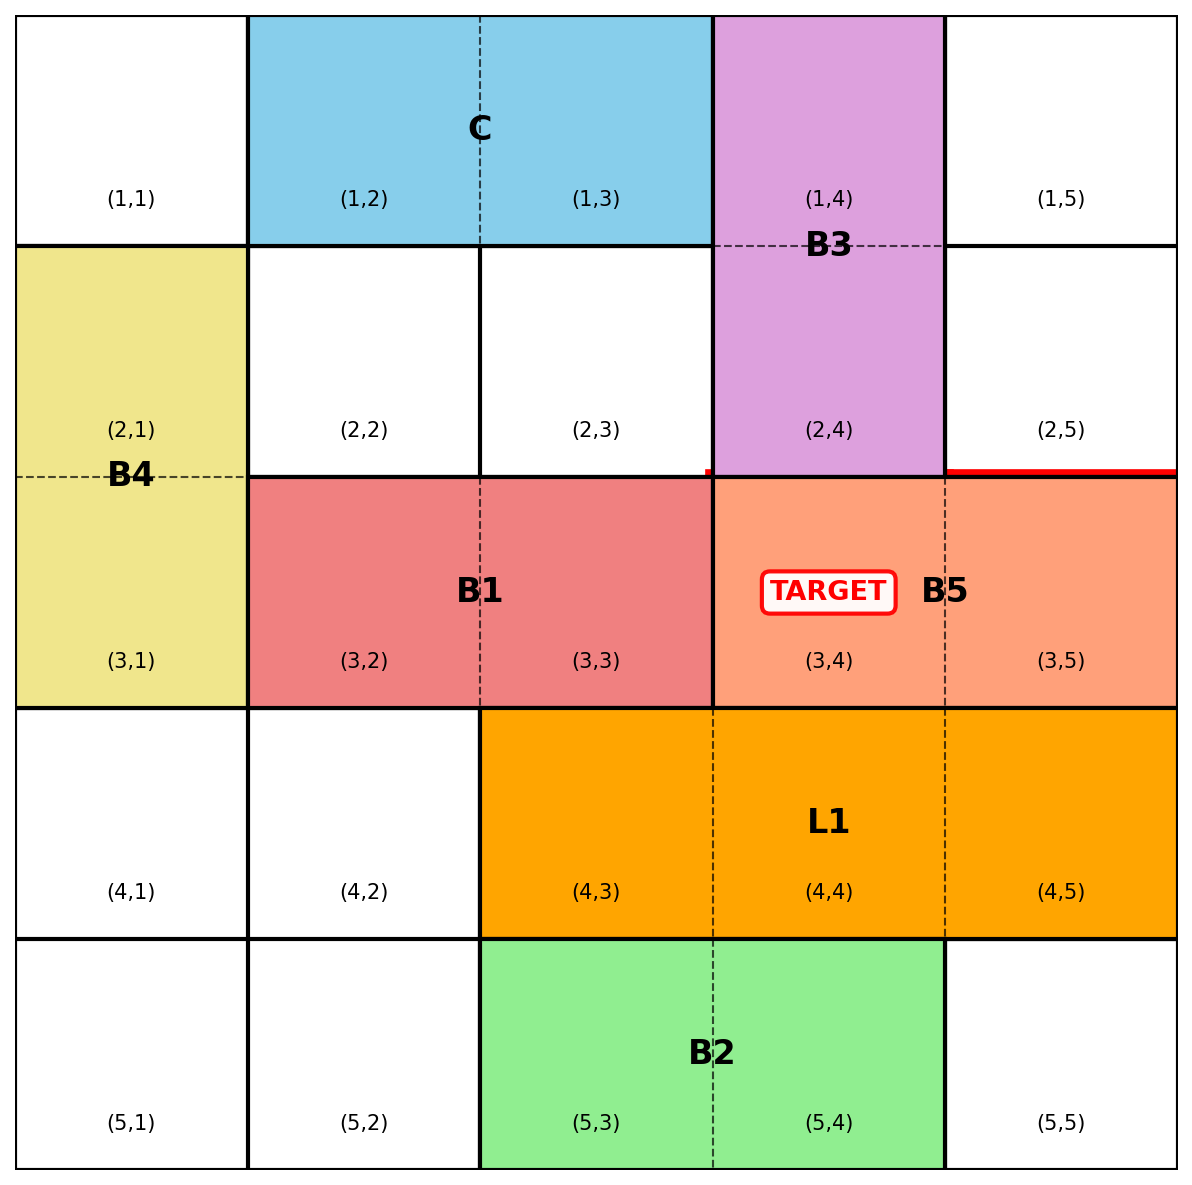 C
(1,1) (1,2) (1,3) (1,4) (1,5)
B3
(2,1) (2,2) (2,3) (2,4) (2,5)
B4
B1 TARGET B5
(3,1) (3,2) (3,3) (3,4) (3,5)
L1
(4,1) (4,2) (4,3) (4,4) (4,5)
B2
(5,1) (5,2) (5,3) (5,4) (5,5)